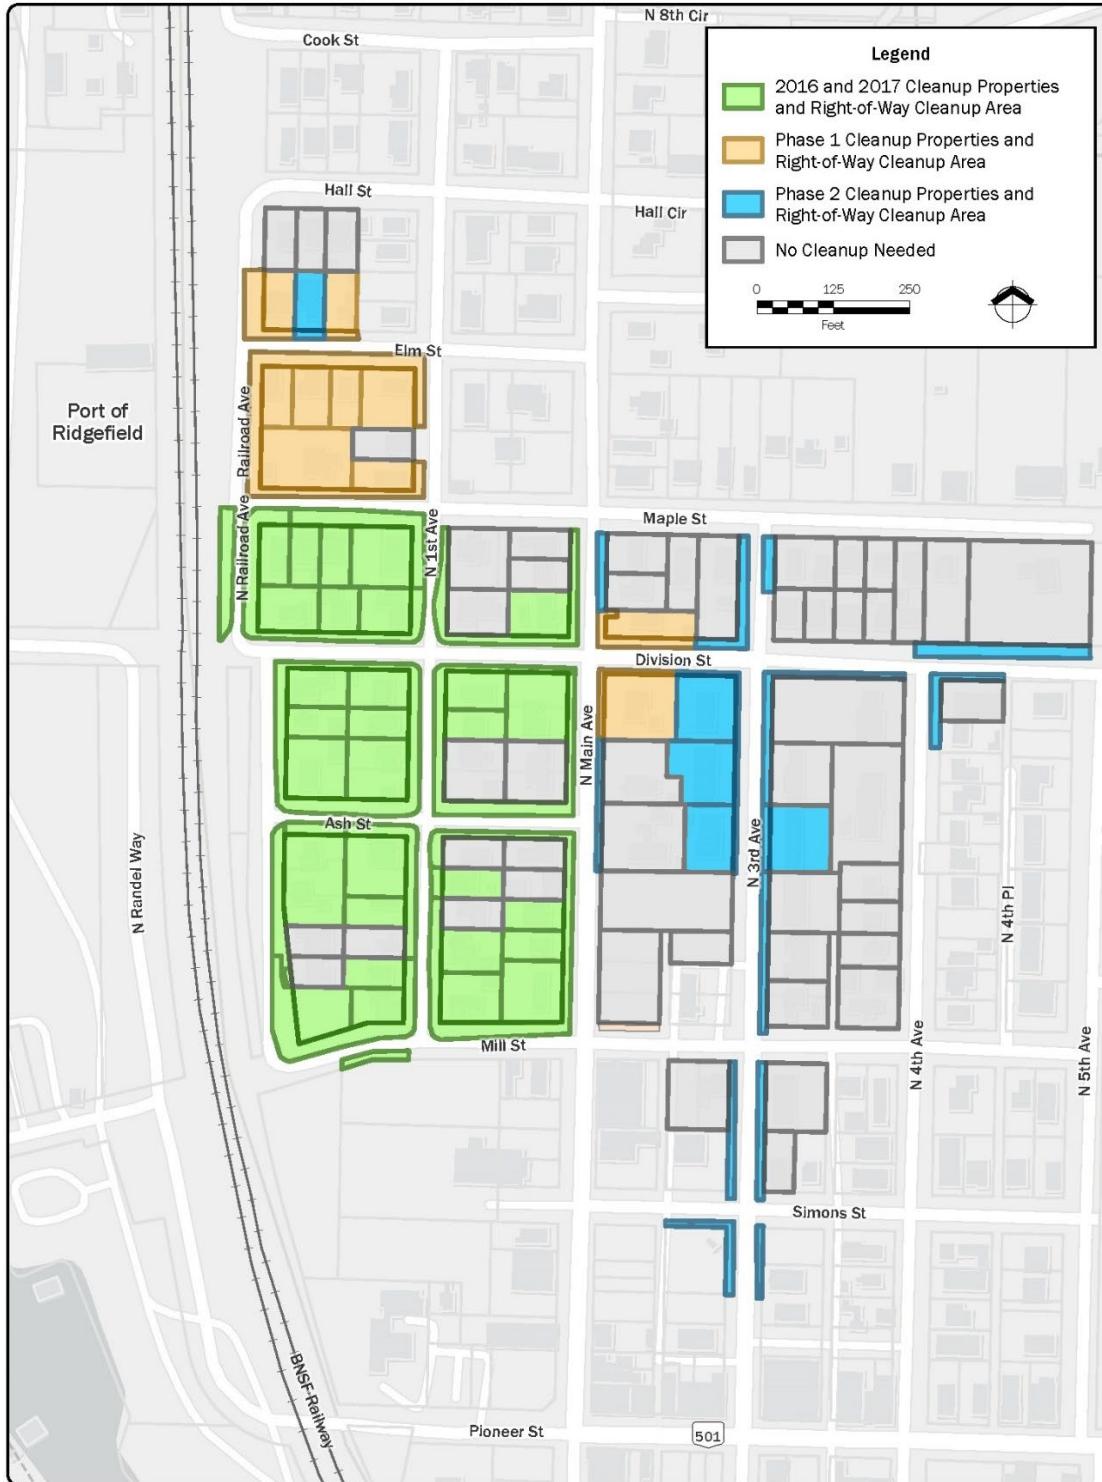 N 8th Cir
Cook St
Legend
2016 and 2017 Cleanup Properties
and Right-of-Way Cleanup Area
Phase 1 Cleanup Properties and
Right-of-Way Cleanup Area
Phase 2 Cleanup Properties and
Right-of-Way Cleanup Area
No Cleanup Needed
0 125 250
Feet
Hall St
Hall Cir
Elm St
Port of
Ridgefield
Railroad Ave
N Railroad Ave
N 1st Ave
Maple St
Division St
N Main Ave
Ash St
N 3rd Ave
N Randel Way
N 4th Pl
Mill St
N 4th Ave
N 5th Ave
Simons St
BNSF Railway
Pioneer St
501